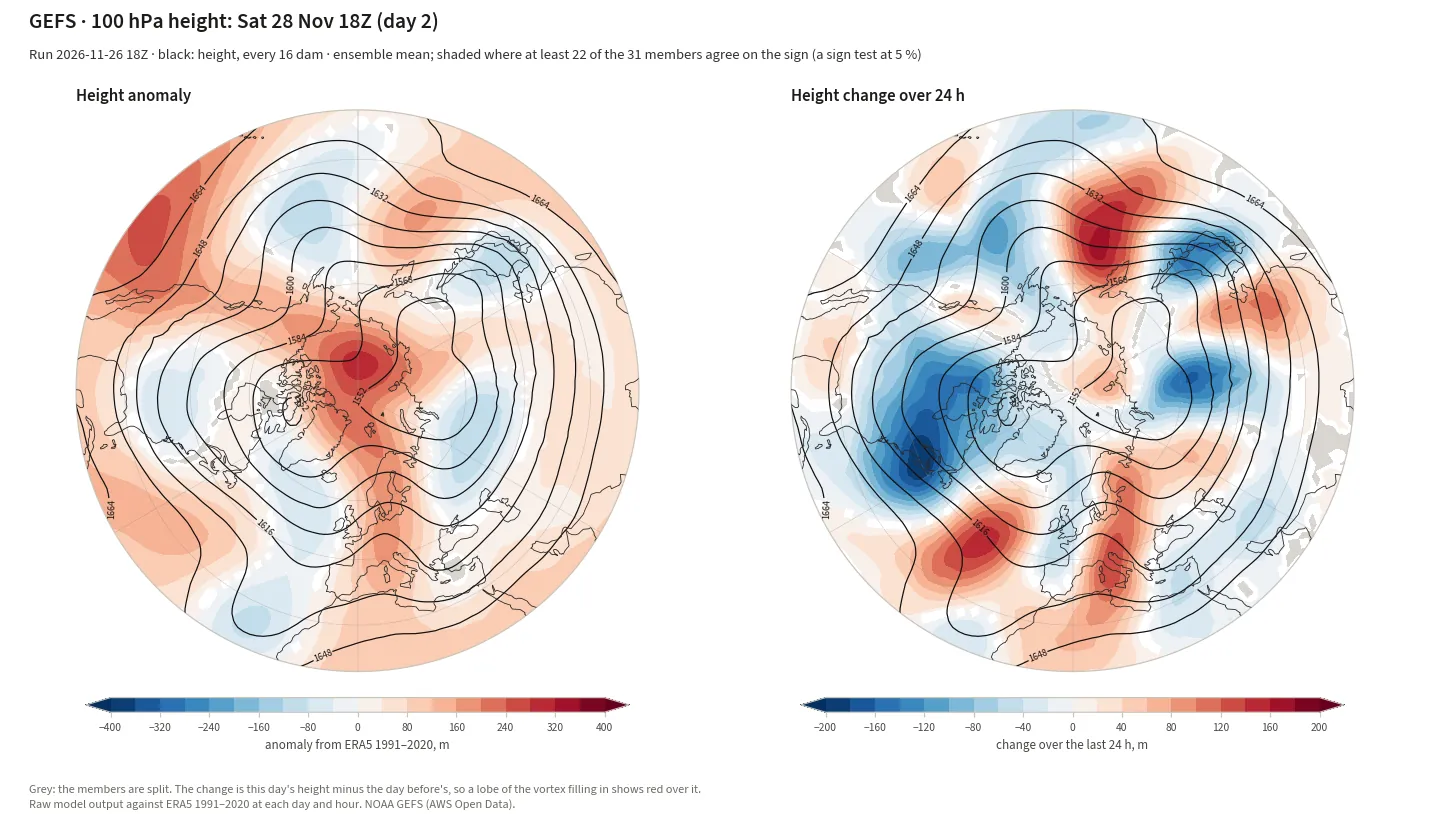 GEFS · 100 hPa height: Sat 28 Nov 18Z (day 2)
Run 2026-11-26 18Z · black: height, every 16 dam · ensemble mean; shaded where at least 22 of the 31 members agree on the sign (a sign test at 5 %)
Height anomaly
Height change over 24 h
1664
1632
1664
1648
1600
1568
1584
1552
1664
1616
1648
1664
1632
1664
1648
1600
1568
1584
1552
1664
1616
1648
−400 −320 −240 −160 −80 0 80 160 240 320 400
anomaly from ERA5 1991–2020, m
−200 −160 −120 −80 −40 0 40 80 120 160 200
change over the last 24 h, m
Grey: the members are split. The change is this day's height minus the day before's, so a lobe of the vortex filling in shows red over it.
Raw model output against ERA5 1991–2020 at each day and hour. NOAA GEFS (AWS Open Data).